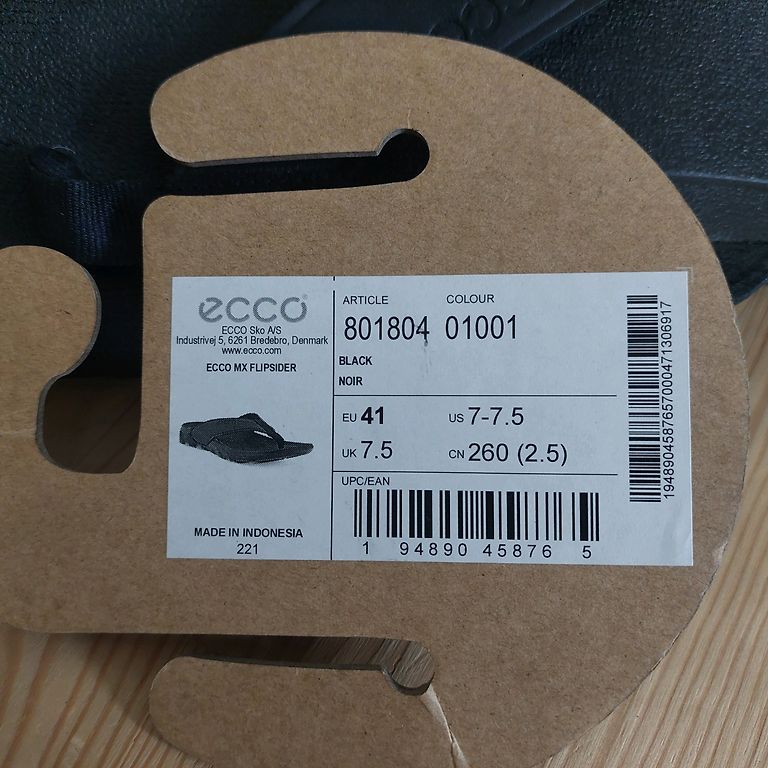 ecco
ECCO Sko A/S
Industrivej 5, 6261 Bredebro, Denmark
www.ecco.com
ECCO MX FLIPSIDER
MADE IN INDONESIA
221
ARTICLE COLOUR
801804 01001
BLACK
NOIR
EU 41 US 7-7.5
UK 7.5 CN 260 (2.5)
UPC/EAN
1 94890 45876 5
19489045876570004713069​17